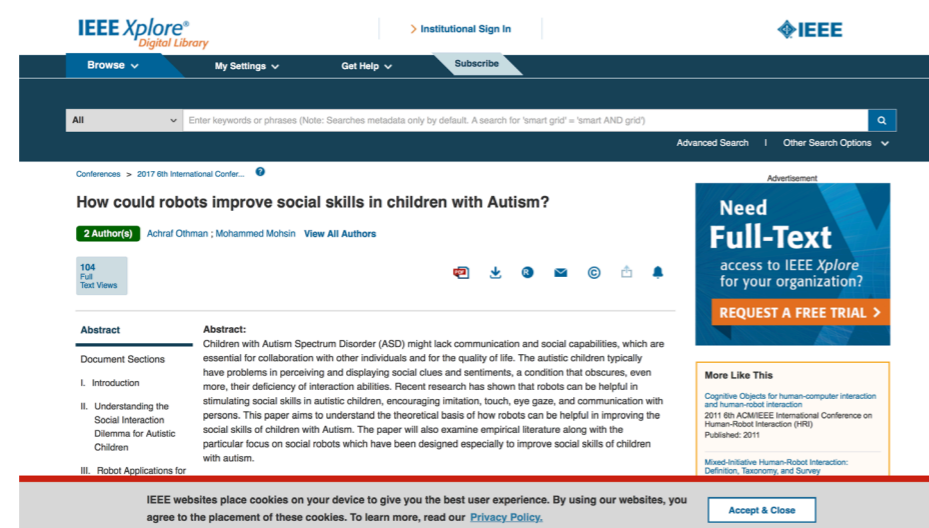 IEEE Xplore®
Digital Library
Institutional Sign In
IEEE
Browse
My Settings
Get Help
Subscribe
All
Enter keywords or phrases (Note: Searches metadata only by default. A search for 'smart grid' = 'smart AND grid')
Advanced Search | Other Search Options
Conferences > 2017 6th International Confer... ?
How could robots improve social skills in children with Autism?
2 Author(s) Achraf Othman ; Mohammed Mohsin View All Authors
104
Full
Text Views
PDF
R
©
Abstract
Document Sections
I. Introduction
II. Understanding the
Social Interaction
Dilemma for Autistic
Children
III. Robot Applications for
Abstract:
Children with Autism Spectrum Disorder (ASD) might lack communication and social capabilities, which are
essential for collaboration with other individuals and for the quality of life. The autistic children typically
have problems in perceiving and displaying social clues and sentiments, a condition that obscures, even
more, their deficiency of interaction abilities. Recent research has shown that robots can be helpful in
stimulating social skills in autistic children, encouraging imitation, touch, eye gaze, and communication with
persons. This paper aims to understand the theoretical basis of how robots can be helpful in improving the
social skills of children with Autism. The paper will also examine empirical literature along with the
particular focus on social robots which have been designed especially to improve social skills of children
with autism.
Advertisement
Need
Full-Text
access to IEEE Xplore
for your organization?
REQUEST A FREE TRIAL >
More Like This
Cognitive Objects for human-computer interaction
and human-robot interaction
2011 6th ACM/IEEE International Conference on
Human-Robot Interaction (HRI)
Published: 2011
Mixed-Initiative Human-Robot Interaction:
Definition, Taxonomy, and Survey
IEEE websites place cookies on your device to give you the best user experience. By using our websites, you
agree to the placement of these cookies. To learn more, read our Privacy Policy.
Accept & Close